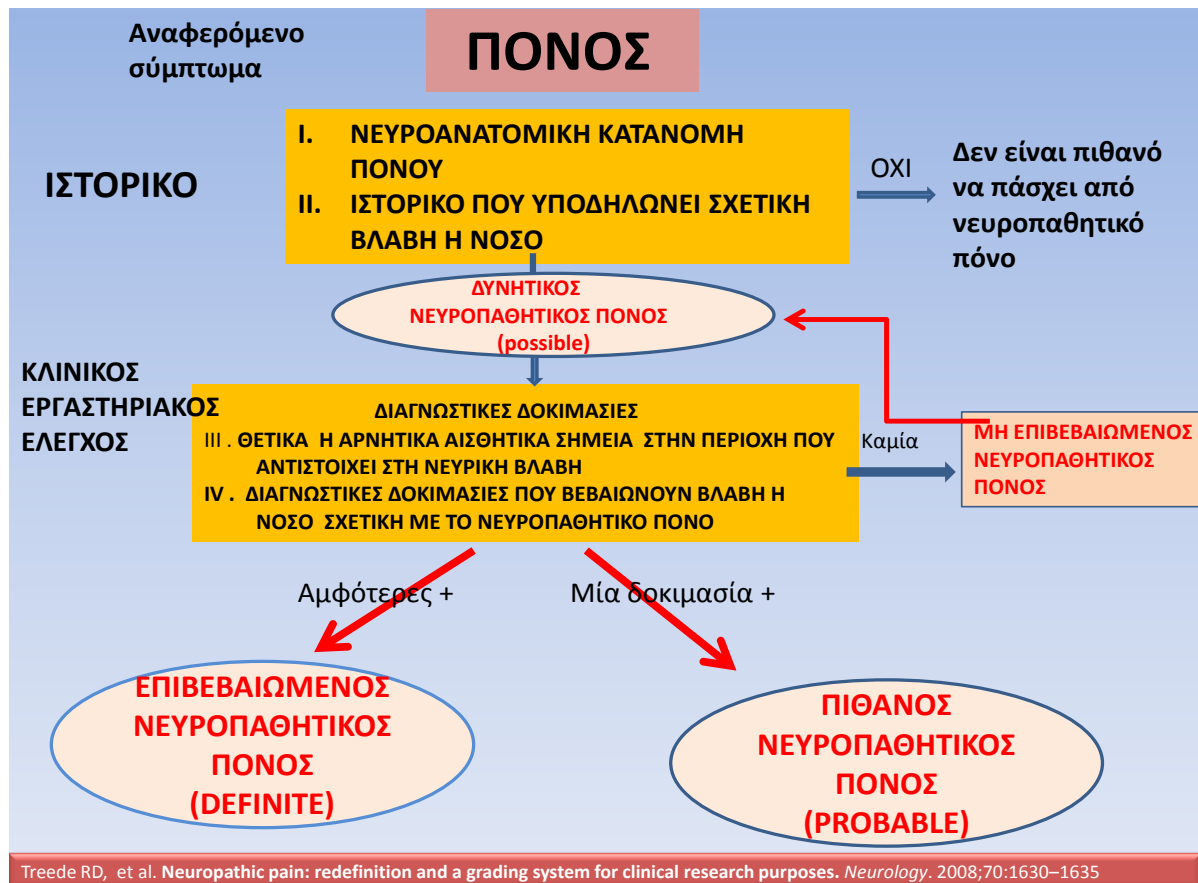 Αναφερόμενο
σύμπτωμα
ΠΟΝΟΣ
ΙΣΤΟΡΙΚΟ
I. ΝΕΥΡΟΑΝΑΤΟΜΙΚΗ ΚΑΤΑΝΟΜΗ
ΠΟΝΟΥ
II. ΙΣΤΟΡΙΚΟ ΠΟΥ ΥΠΟΔΗΛΩΝΕΙ ΣΧΕΤΙΚΗ
ΒΛΑΒΗ Η ΝΟΣΟ
ΟΧΙ
Δεν είναι πιθανό
να πάσχει από
νευροπαθητικό
πόνο
ΔΥΝΗΤΙΚΟΣ
ΝΕΥΡΟΠΑΘΗΤΙΚΟΣ ΠΟΝΟΣ
(possible)
ΚΛΙΝΙΚΟΣ
ΕΡΓΑΣΤΗΡΙΑΚΟΣ
ΕΛΕΓΧΟΣ
ΔΙΑΓΝΩΣΤΙΚΕΣ ΔΟΚΙΜΑΣΙΕΣ
III . ΘΕΤΙΚΑ Η ΑΡΝΗΤΙΚΑ ΑΙΣΘΗΤΙΚΑ ΣΗΜΕΙΑ ΣΤΗΝ ΠΕΡΙΟΧΗ ΠΟΥ
ΑΝΤΙΣΤΟΙΧΕΙ ΣΤΗ ΝΕΥΡΙΚΗ ΒΛΑΒΗ
IV . ΔΙΑΓΝΩΣΤΙΚΕΣ ΔΟΚΙΜΑΣΙΕΣ ΠΟΥ ΒΕΒΑΙΩΝΟΥΝ ΒΛΑΒΗ Η
ΝΟΣΟ ΣΧΕΤΙΚΗ ΜΕ ΤΟ ΝΕΥΡΟΠΑΘΗΤΙΚΟ ΠΟΝΟ
Καμία
ΜΗ ΕΠΙΒΕΒΑΙΩΜΕΝΟΣ
ΝΕΥΡΟΠΑΘΗΤΙΚΟΣ
ΠΟΝΟΣ
Αμφότερες +
Μία δοκιμασία +
ΕΠΙΒΕΒΑΙΩΜΕΝΟΣ
ΝΕΥΡΟΠΑΘΗΤΙΚΟΣ
ΠΟΝΟΣ
(DEFINITE)
ΠΙΘΑΝΟΣ
ΝΕΥΡΟΠΑΘΗΤΙΚΟΣ
ΠΟΝΟΣ
(PROBABLE)
Treede RD, et al. Neuropathic pain: redefinition and a grading system for clinical research purposes. Neurology. 2008;70:1630–1635